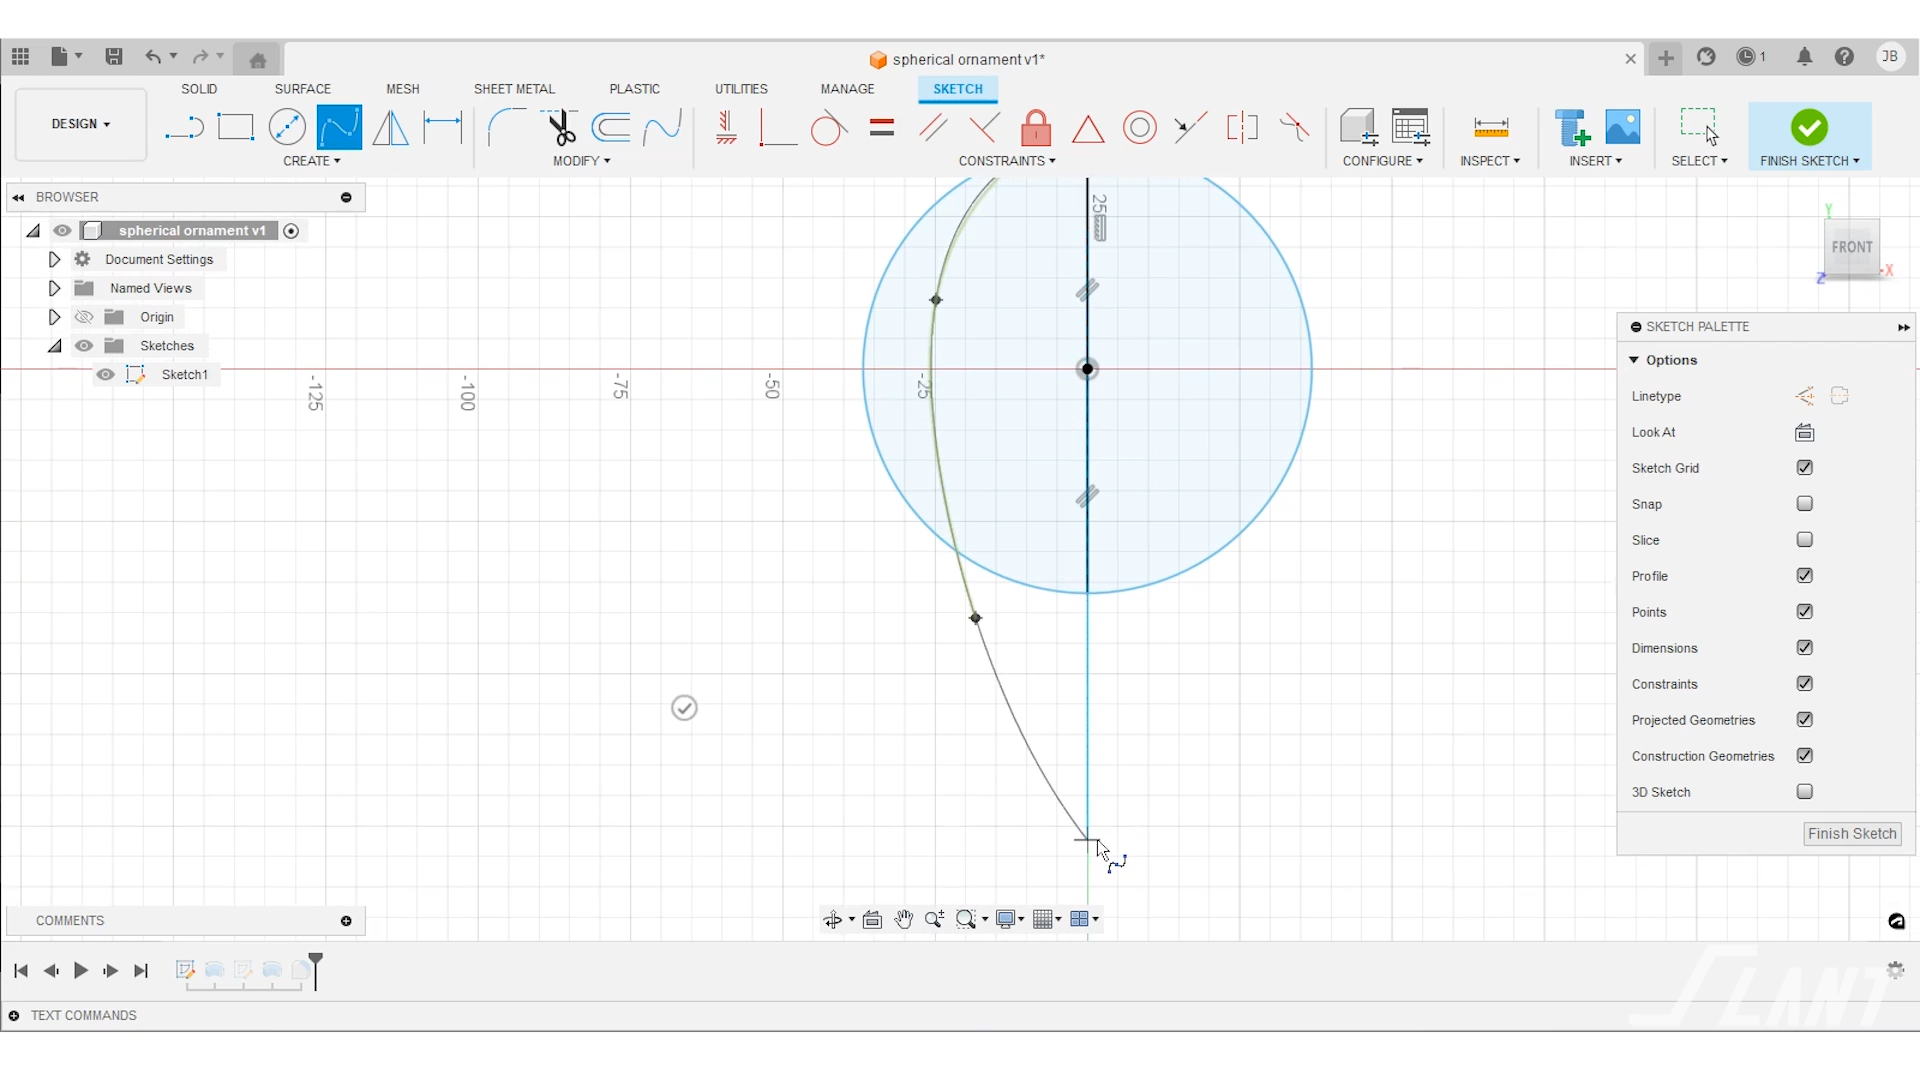 spherical ornament v1*
1
JB
SOLID
SURFACE
MESH
SHEET METAL
PLASTIC
UTILITIES
MANAGE
SKETCH
DESIGN
CREATE
MODIFY
CONSTRAINTS
CONFIGURE
INSPECT
INSERT
SELECT
FINISH SKETCH
BROWSER
spherical ornament v1
Document Settings
Named Views
Origin
Sketches
Sketch1
25
-125
-100
-75
-50
-25
Y
FRONT
Z
X
SKETCH PALETTE
Options
Linetype
Look At
Sketch Grid
Snap
Slice
Profile
Points
Dimensions
Constraints
Projected Geometries
Construction Geometries
3D Sketch
Finish Sketch
COMMENTS
TEXT COMMANDS
SLANT